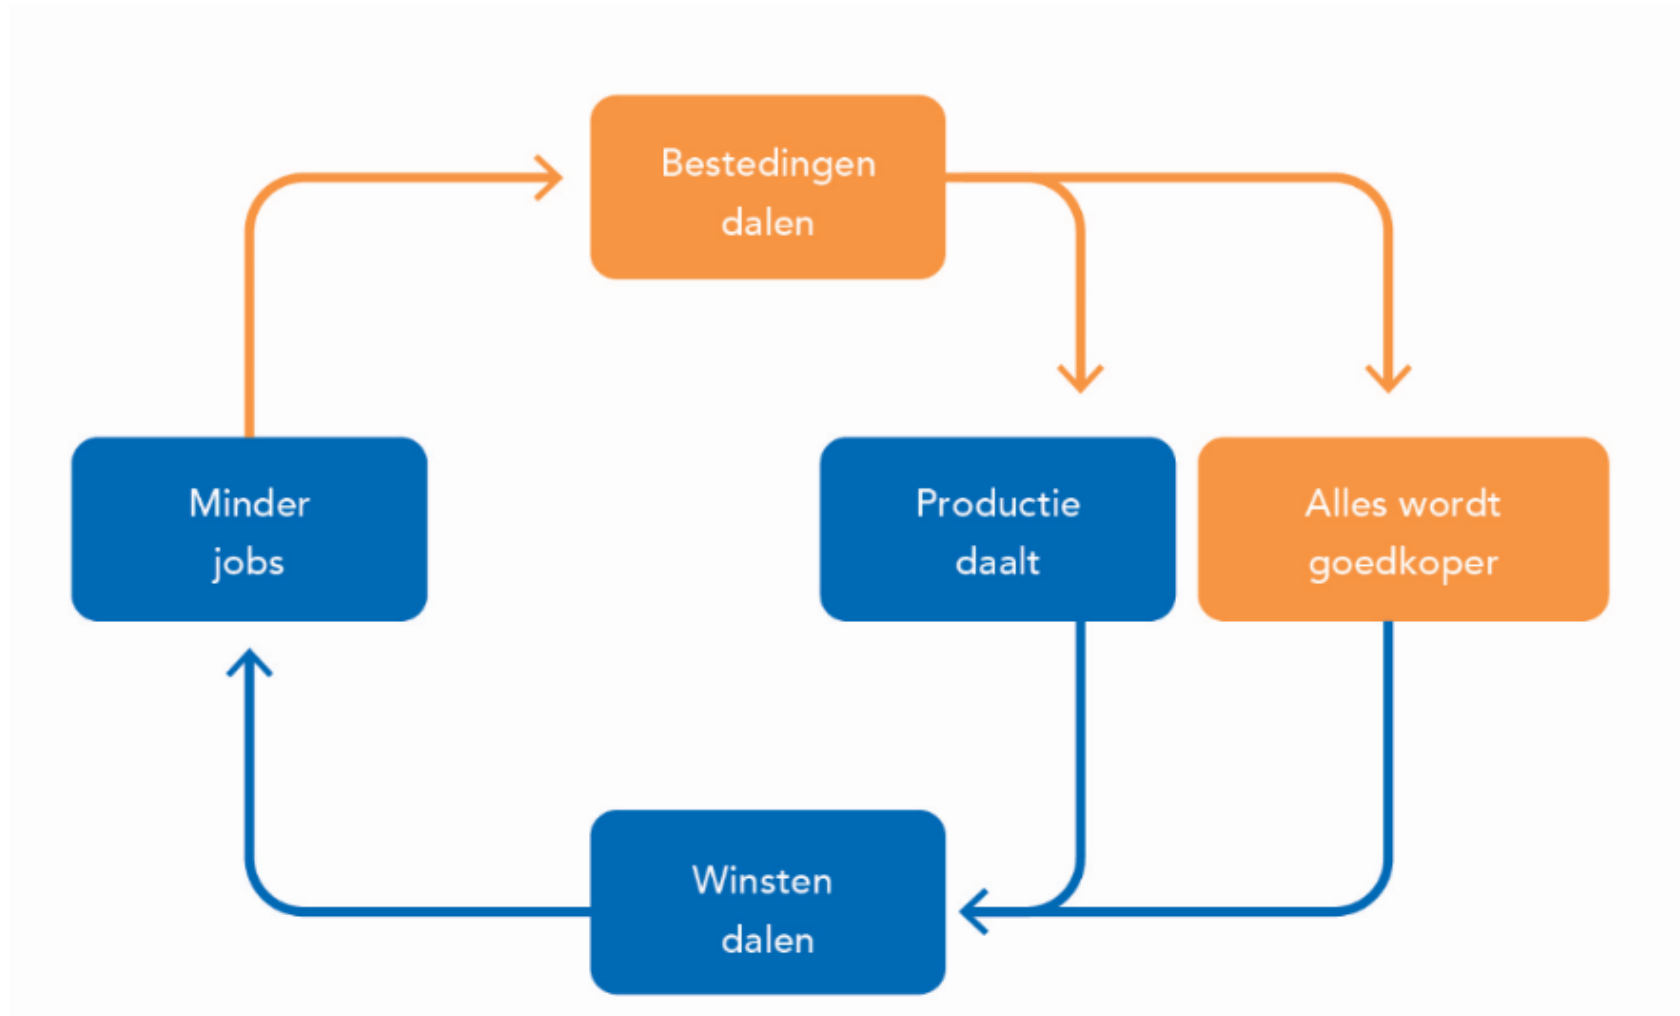 Bestedingen
dalen
Minder
jobs
Productie
daalt
Alles wordt
goedkoper
Winsten
dalen